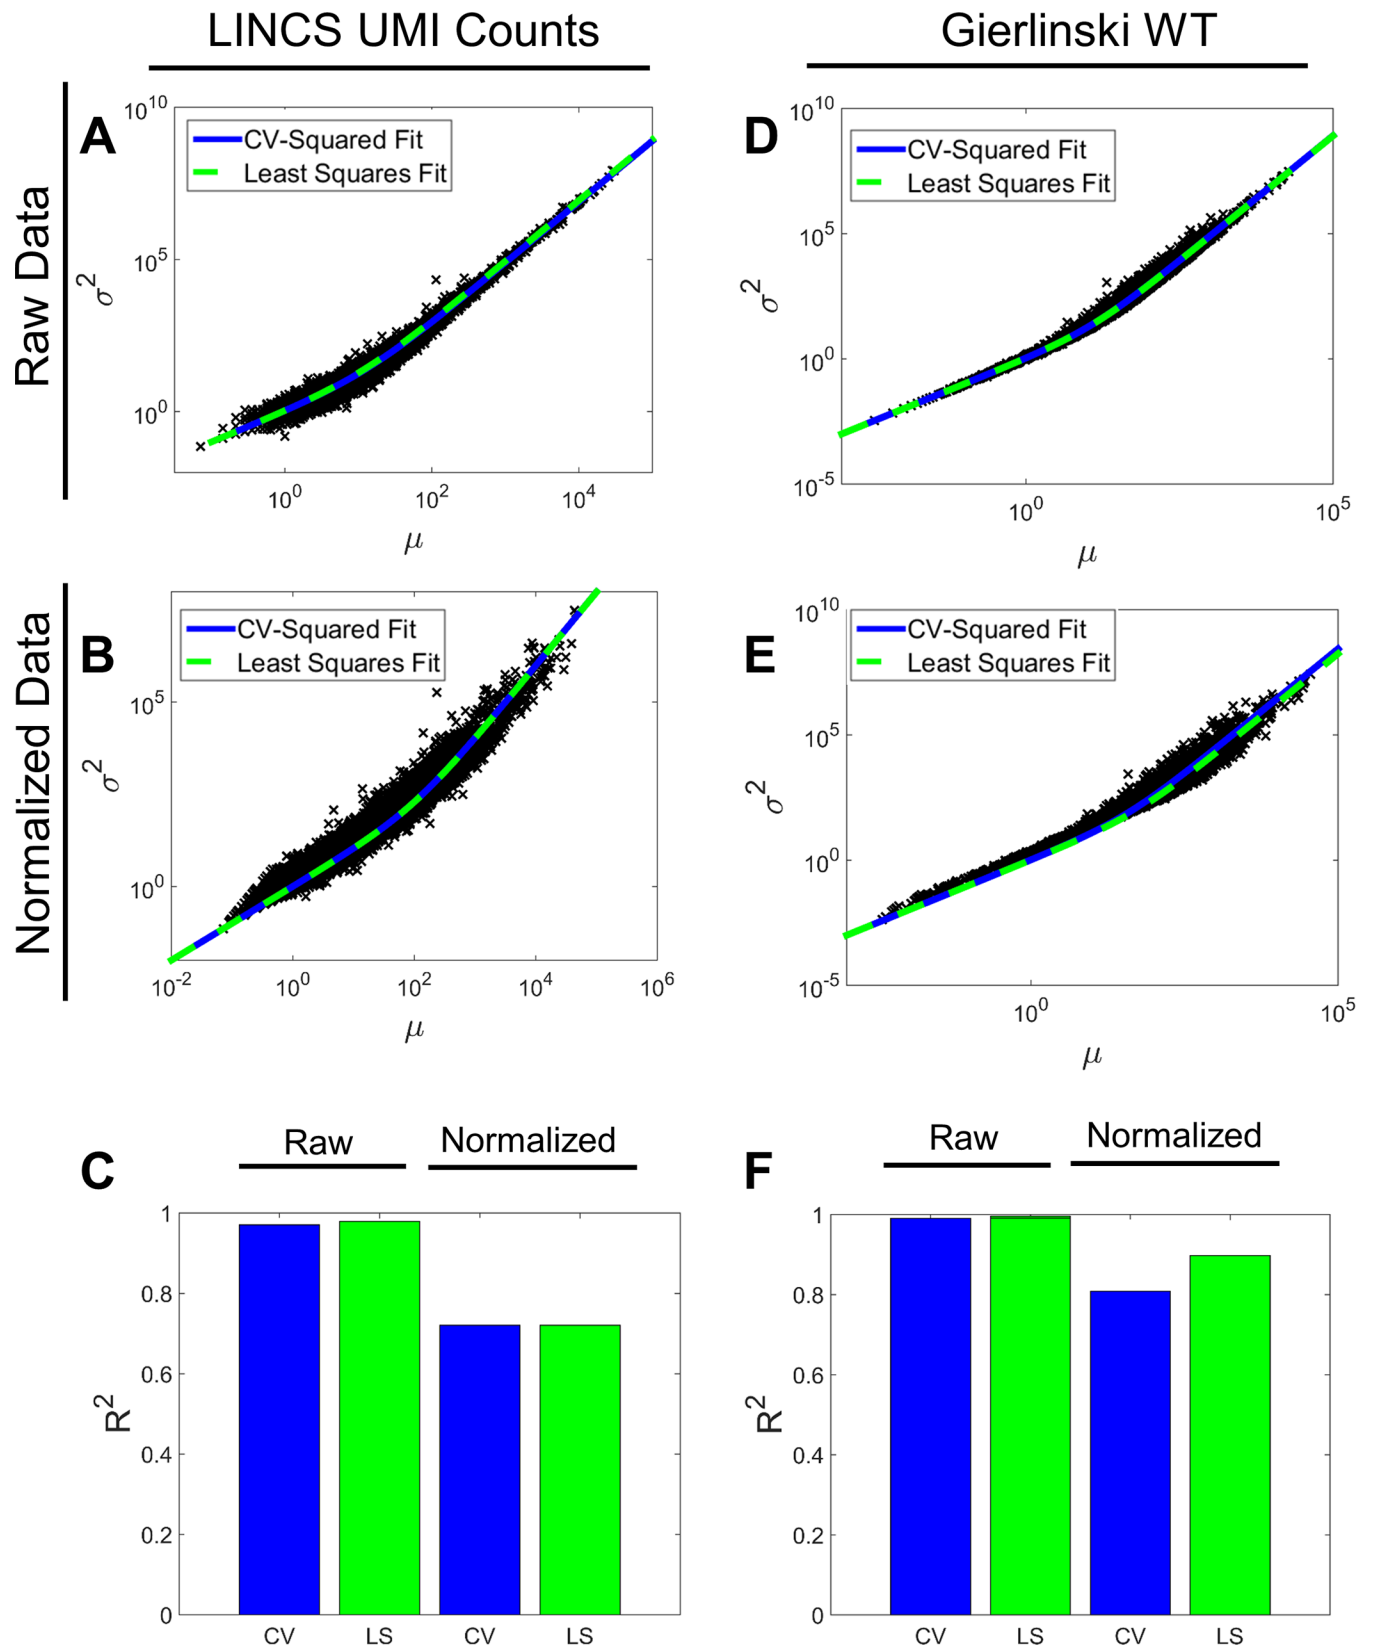 LINCS UMI Counts
Gierlinski WT
Raw Data
Normalized Data
A
CV-Squared Fit
Least Squares Fit
10^10
10^5
10^0
σ^2
10^0 10^2 10^4
μ
D
CV-Squared Fit
Least Squares Fit
10^10
10^5
10^0
10^-5
σ^2
10^0 10^5
μ
B
CV-Squared Fit
Least Squares Fit
10^5
10^0
σ^2
10^-2 10^0 10^2 10^4 10^6
μ
E
CV-Squared Fit
Least Squares Fit
10^10
10^5
10^0
10^-5
σ^2
10^0 10^5
μ
C
Raw Normalized
1
0.8
0.6
0.4
0.2
0
R^2
CV LS CV LS
F
Raw Normalized
1
0.8
0.6
0.4
0.2
0
R^2
CV LS CV LS